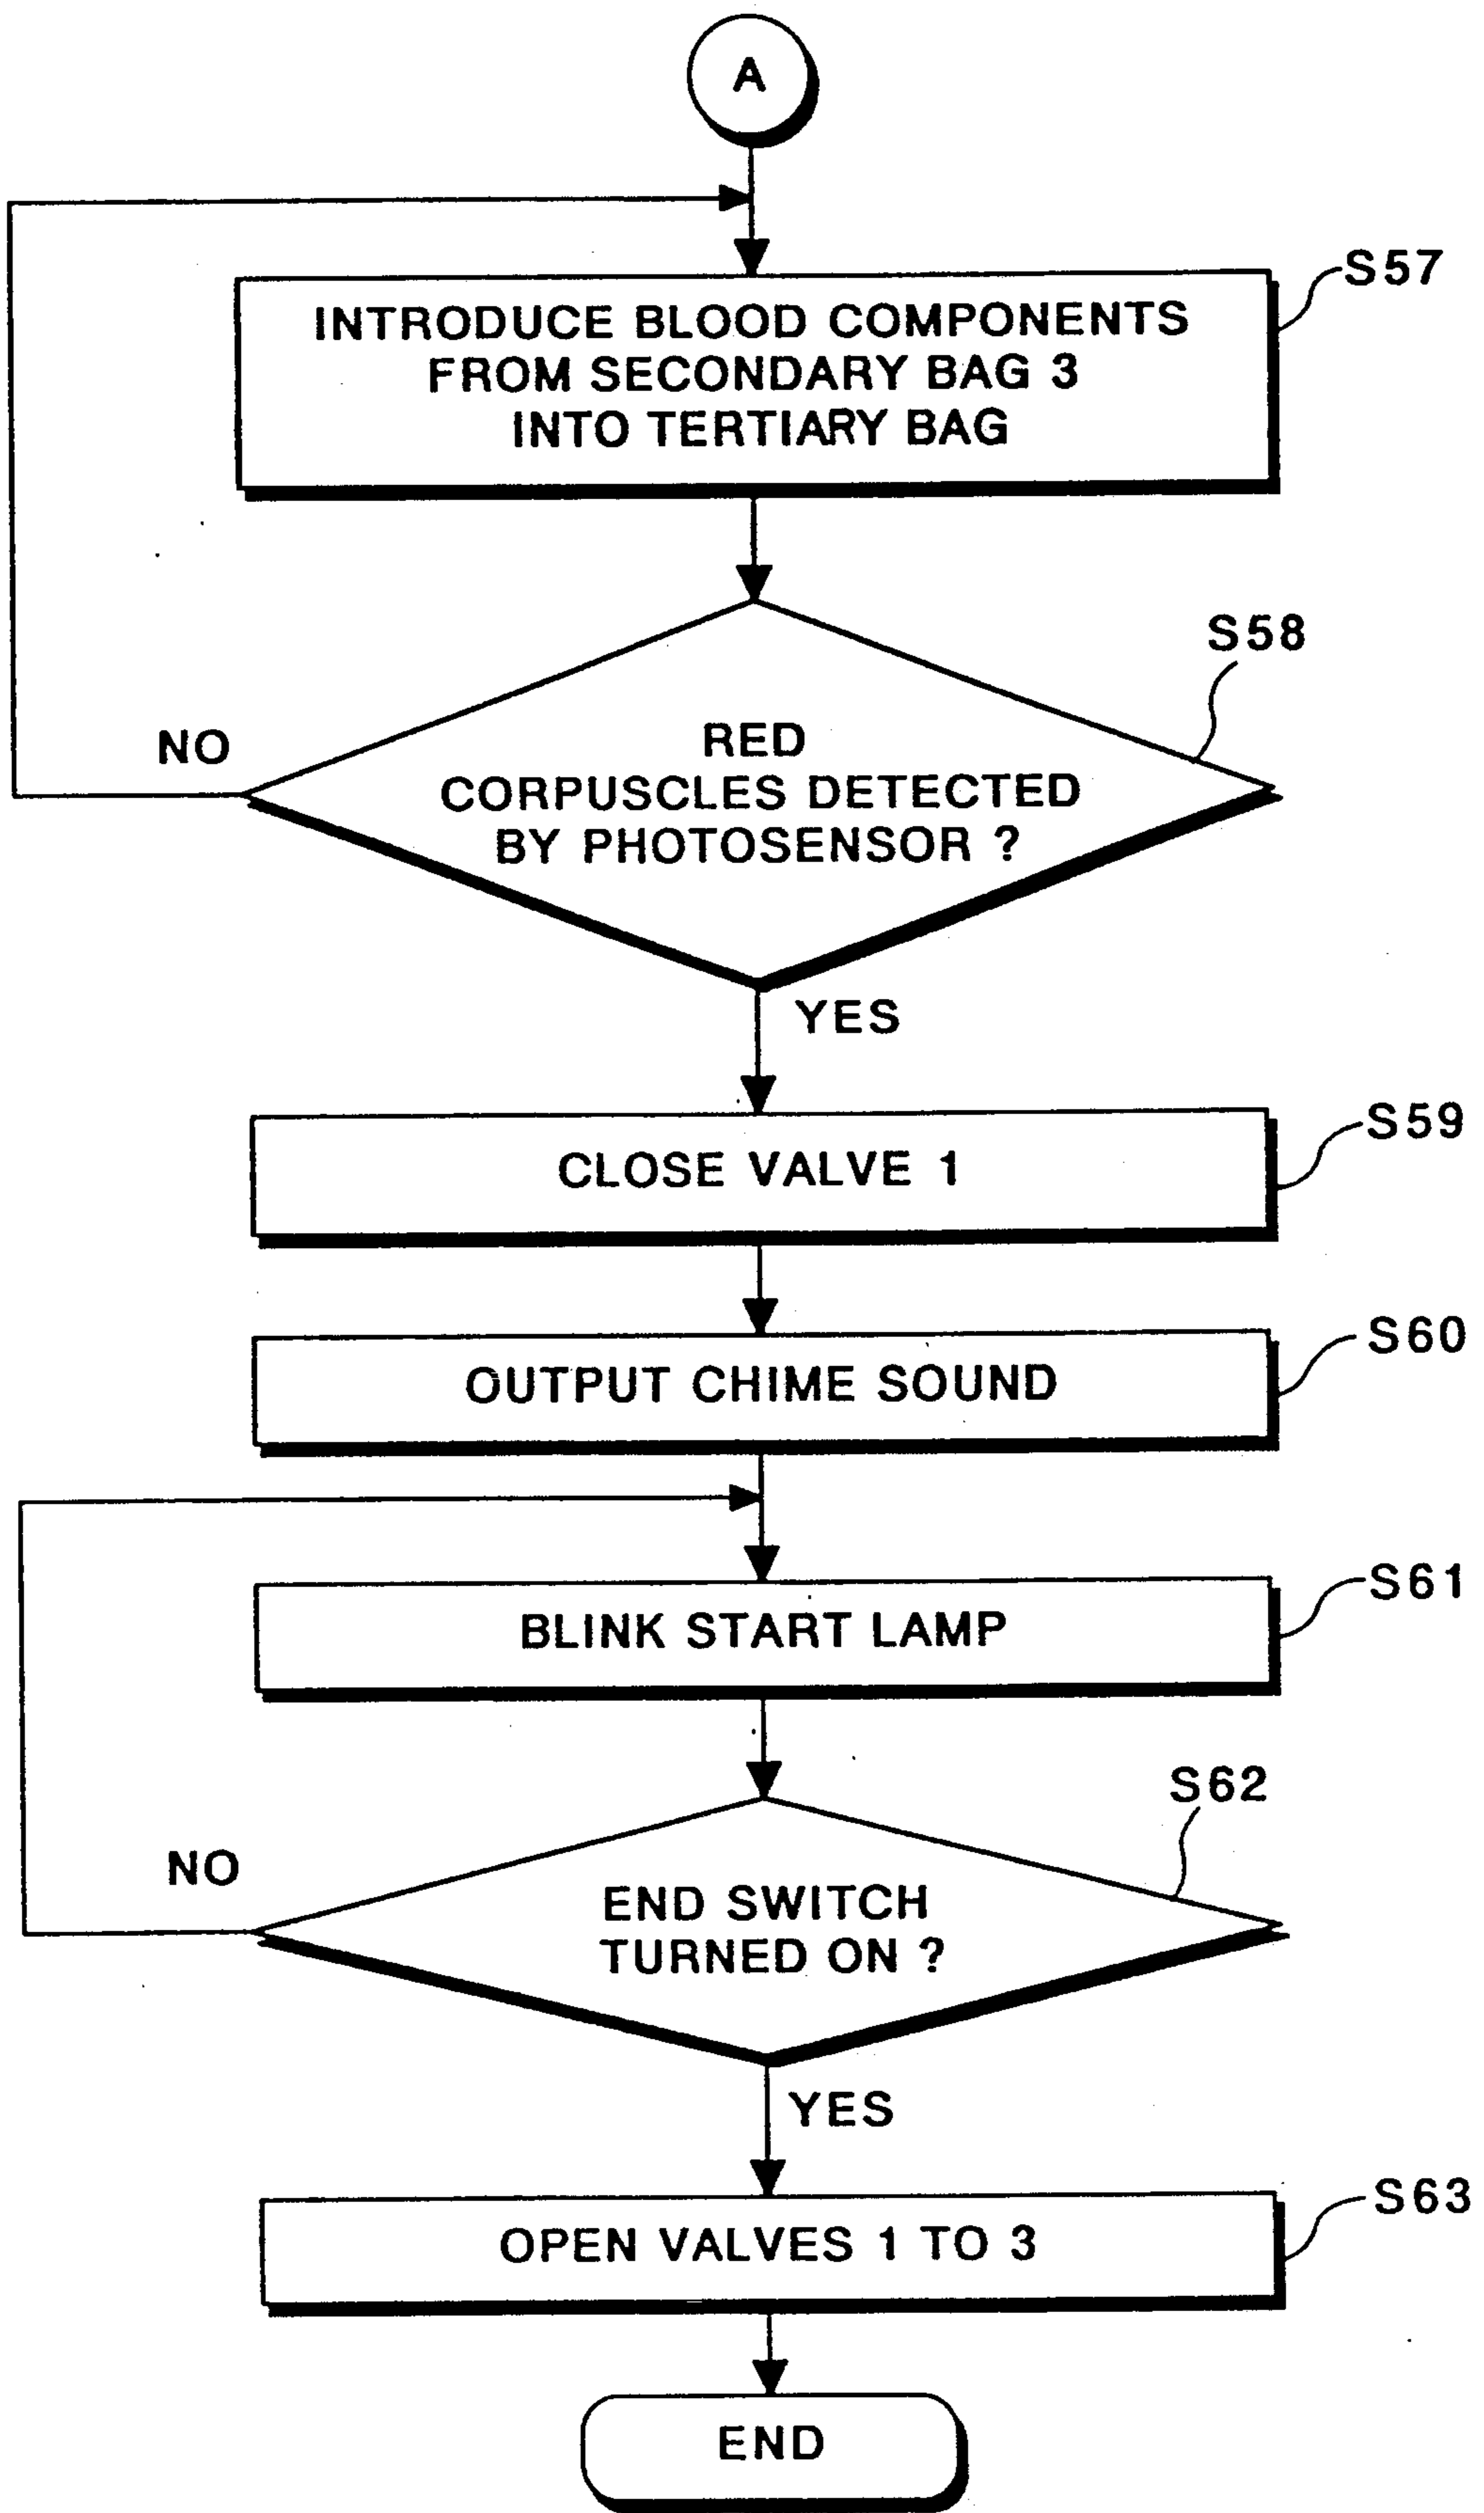 A
S57
INTRODUCE BLOOD COMPONENTS
FROM SECONDARY BAG 3
INTO TERTIARY BAG
S58
NO
RED
CORPUSCLES DETECTED
BY PHOTOSENSOR ?
YES
S59
CLOSE VALVE 1
S60
OUTPUT CHIME SOUND
S61
BLINK START LAMP
S62
NO
END SWITCH
TURNED ON ?
YES
S63
OPEN VALVES 1 TO 3
END